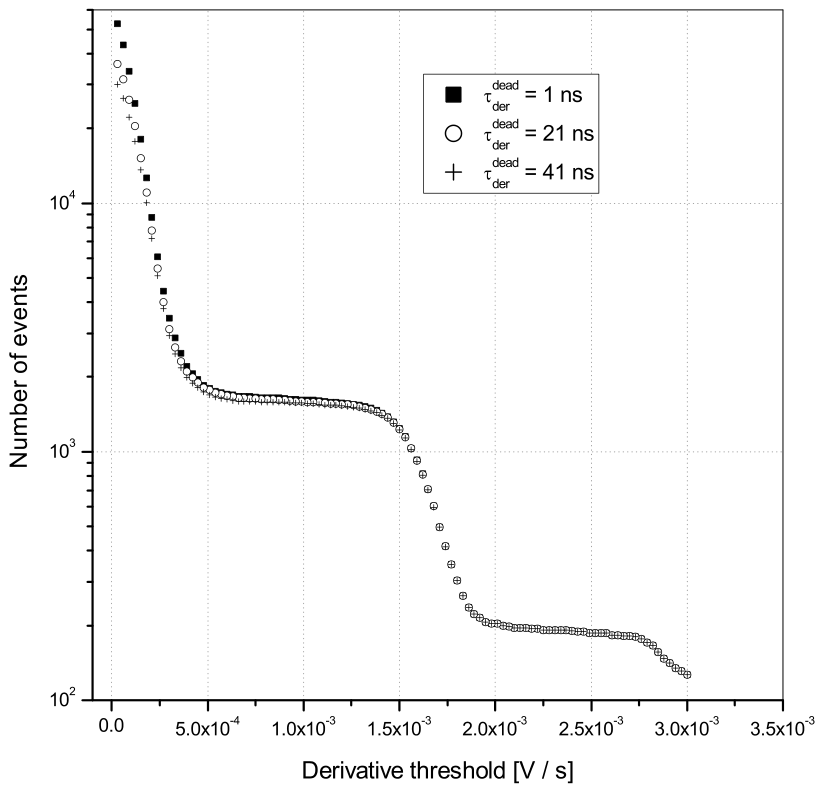 τ_der^dead = 1 ns
τ_der^dead = 21 ns
τ_der^dead = 41 ns
10^4
10^3
10^2
Number of events
0.0 5.0x10^-4 1.0x10^-3 1.5x10^-3 2.0x10^-3 2.5x10^-3 3.0x10^-3 3.5x10^-3
Derivative threshold [V / s]